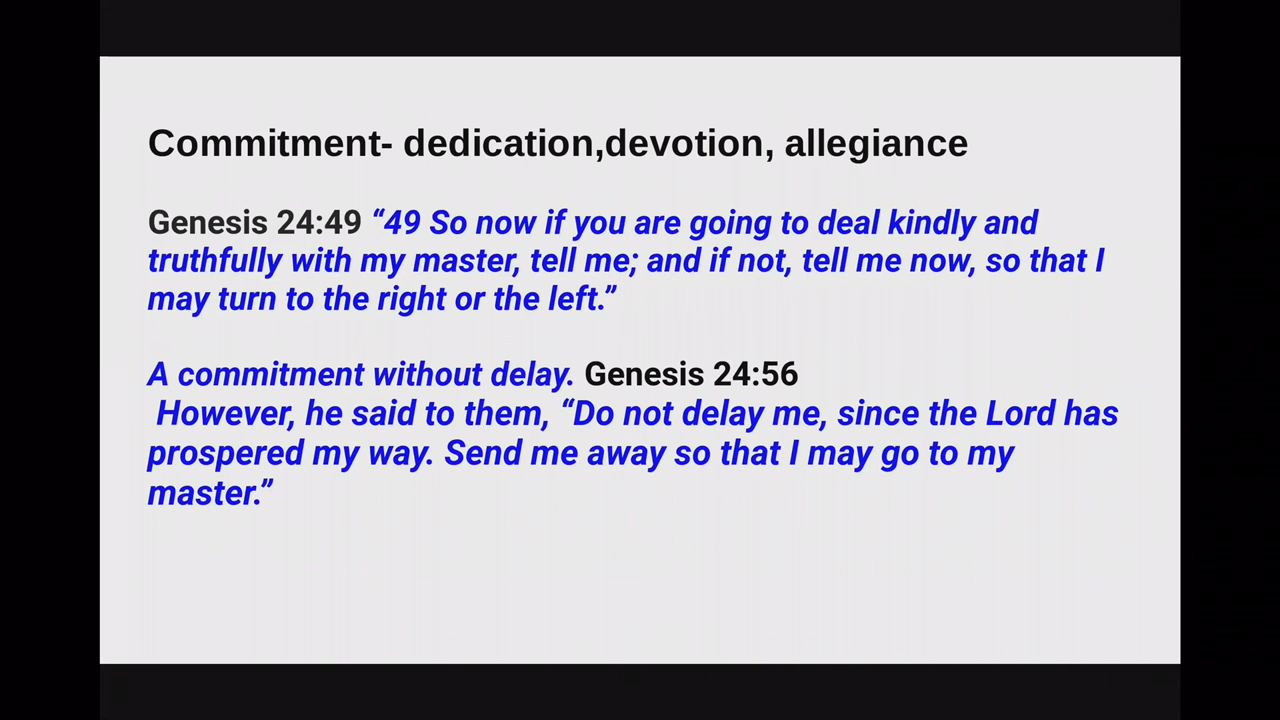 Commitment- dedication,devotion, allegiance
Genesis 24:49 “49 So now if you are going to deal kindly and
truthfully with my master, tell me; and if not, tell me now, so that I
may turn to the right or the left.”
A commitment without delay. Genesis 24:56
However, he said to them, “Do not delay me, since the Lord has
prospered my way. Send me away so that I may go to my
master.”